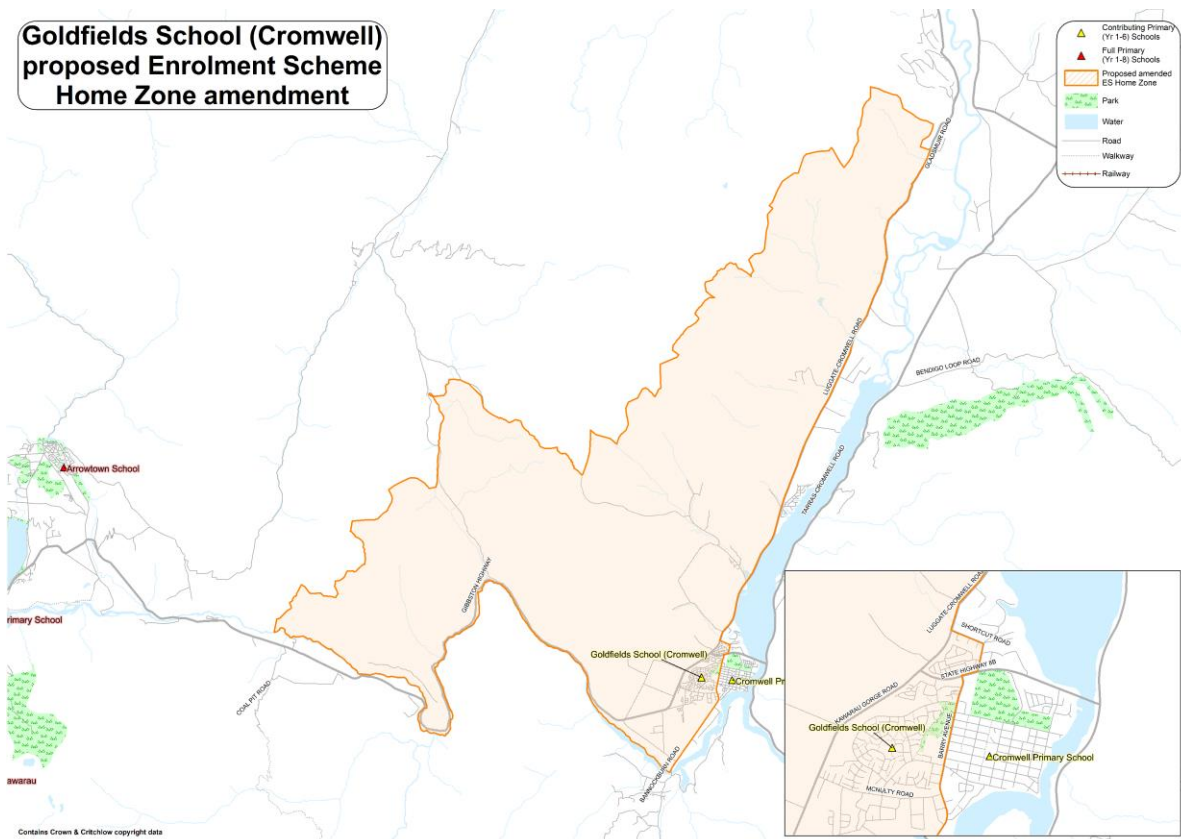 Goldfields School (Cromwell)
proposed Enrolment Scheme
Home Zone amendment
Contributing Primary
(Yr 1-6) Schools
Full Primary
(Yr 1-8) Schools
Proposed amended
ES Home Zone
Park
Water
Road
Walkway
Railway
GLADSMUIR ROAD
LUGGATE-CROMWELL ROAD
BENDIGO LOOP ROAD
TARRAS-CROMWELL ROAD
Arrowtown School
GIBBSTON HIGHWAY
rimary School
COAL PIT ROAD
Goldfields School (Cromwell)
Cromwell Pr
BANNOCKBURN ROAD
awarau
LUGGATE-CROMWELL ROAD
SHORTCUT ROAD
STATE HIGHWAY 8B
KAWARAU GORGE ROAD
Goldfields School (Cromwell)
BARRY AVENUE
Cromwell Primary School
MCNULTY ROAD
Contains Crown & Critchlow copyright data